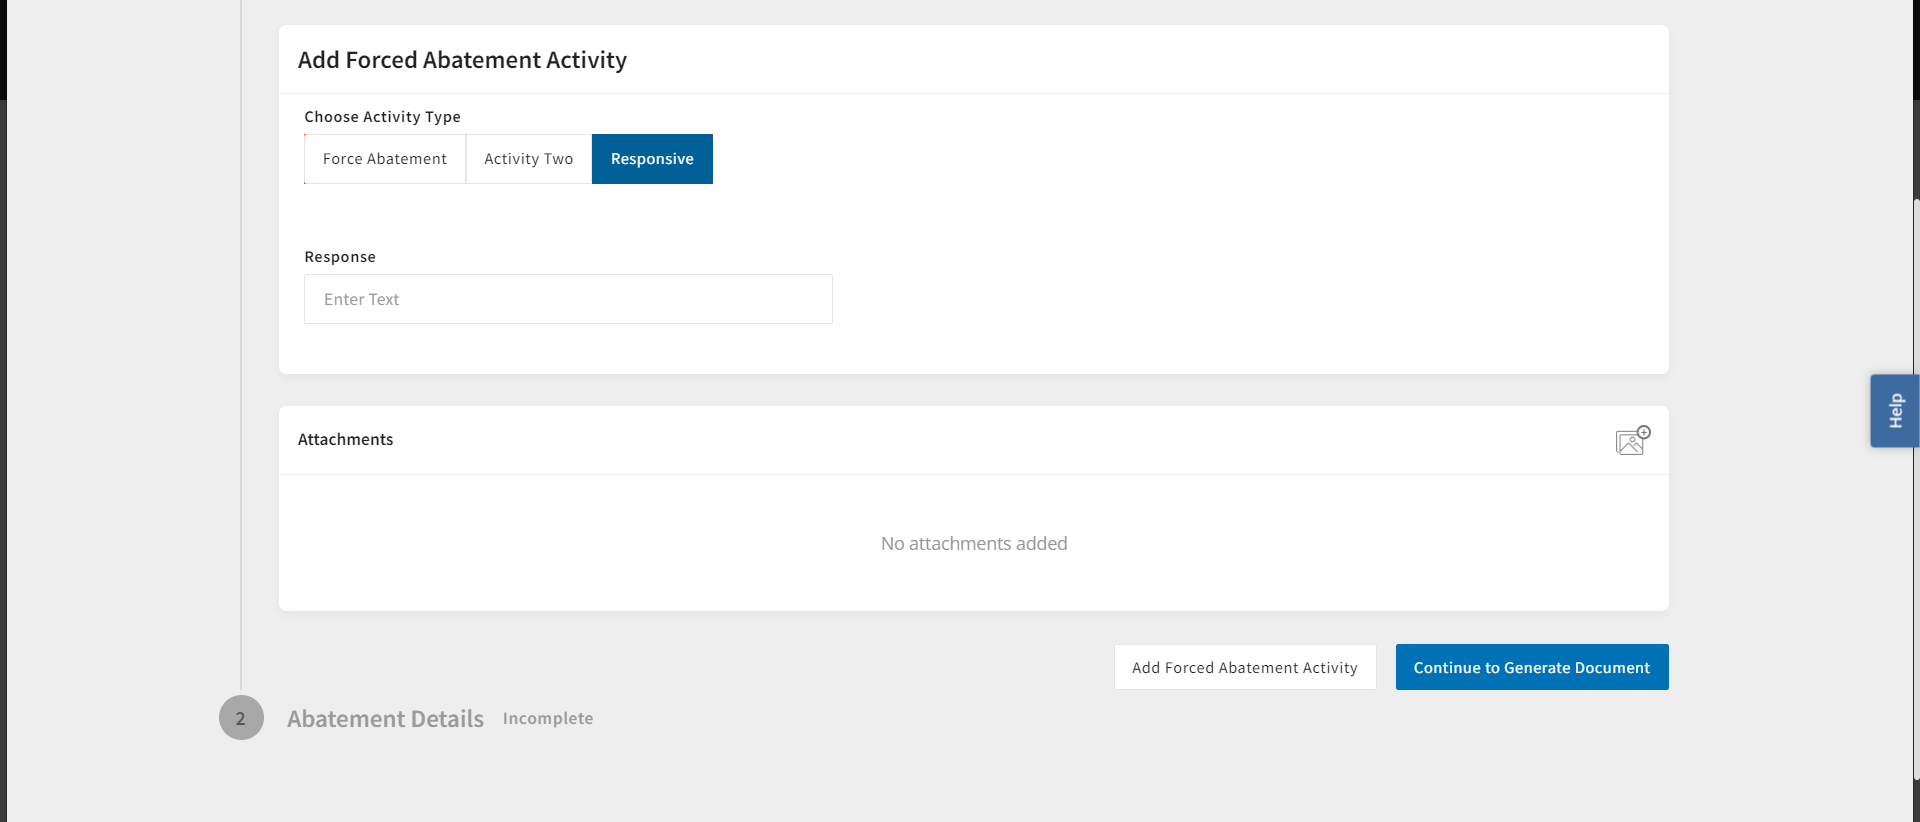 Add Forced Abatement Activity
Choose Activity Type
Force Abatement
Activity Two
Responsive
Response
Enter Text
Help
Attachments
No attachments added
Add Forced Abatement Activity
Continue to Generate Document
2
Abatement Details
Incomplete